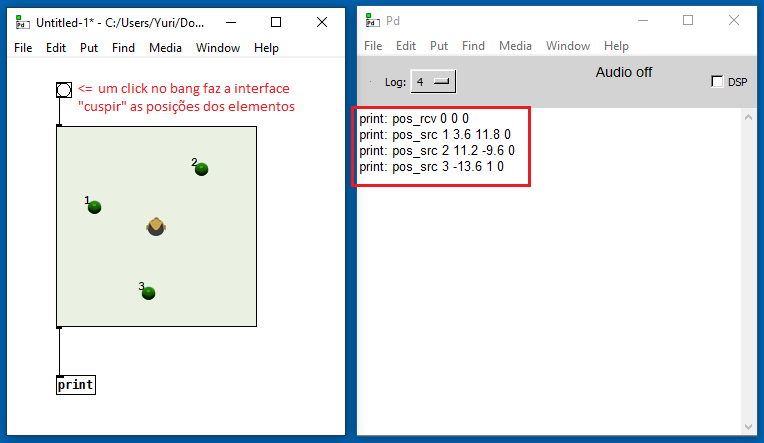 Untitled-1* - C:/Users/Yuri/Do...
File Edit Put Find Media Window Help
<= um click no bang faz a interface
"cuspir" as posições dos elementos
2
1
3
print
Pd
File Edit Put Find Media Window Help
Log: 4
Audio off
DSP
print: pos_rcv 0 0 0
print: pos_src 1 3.6 11.8 0
print: pos_src 2 11.2 -9.6 0
print: pos_src 3 -13.6 1 0